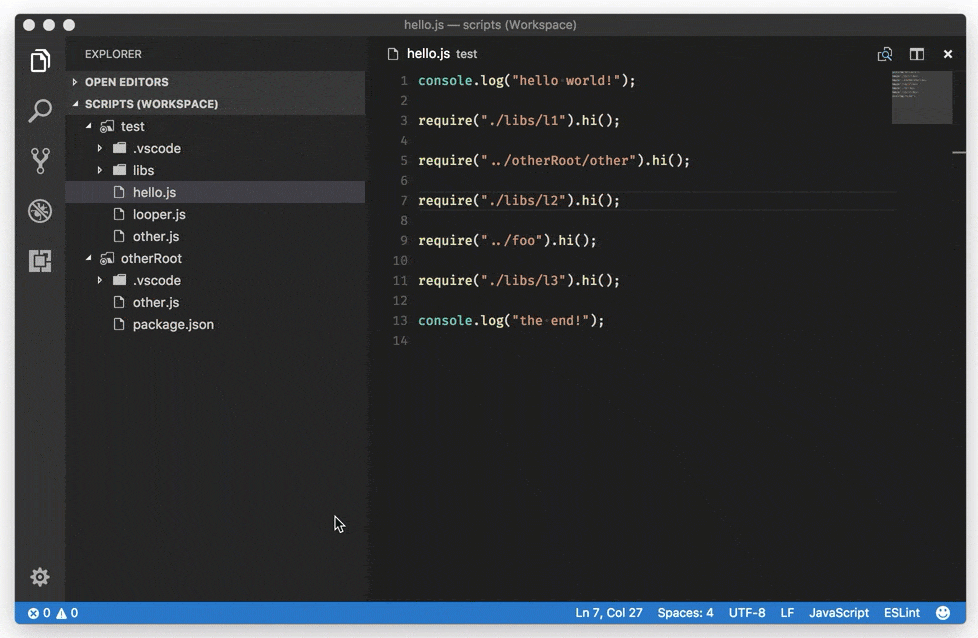 hello.js — scripts (Workspace)
EXPLORER
OPEN EDITORS
SCRIPTS (WORKSPACE)
test
.vscode
libs
hello.js
looper.js
other.js
otherRoot
.vscode
other.js
package.json
hello.js test
1 console.log("hello world!");
2
3 require("./libs/l1").hi();
4
5 require("../otherRoot/other").hi();
6
7 require("./libs/l2").hi();
8
9 require("../foo").hi();
10
11 require("./libs/l3").hi();
12
13 console.log("the end!");
14
0 0 Ln 7, Col 27 Spaces: 4 UTF-8 LF JavaScript ESLint